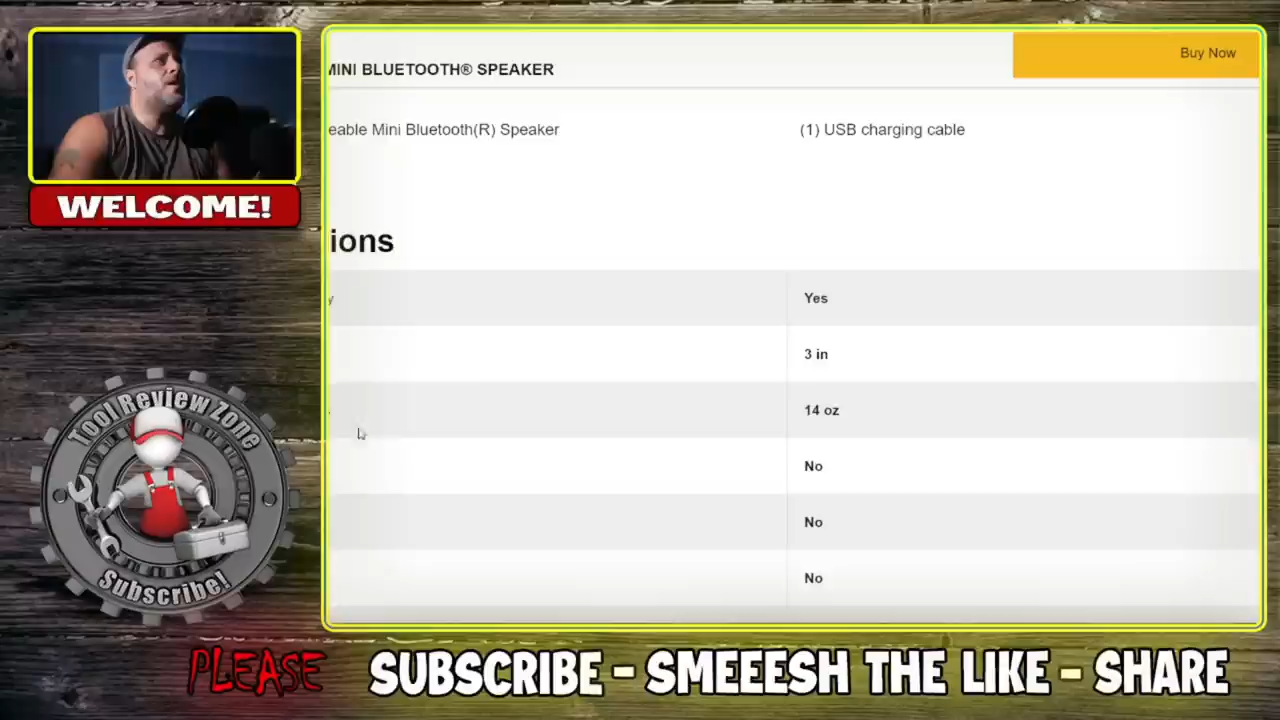 WELCOME!
MINI BLUETOOTH® SPEAKER
Buy Now
eable Mini Bluetooth(R) Speaker
(1) USB charging cable
ions
y
Yes
3 in
14 oz
No
No
No
Tool Review Zone
Subscribe!
PLEASE SUBSCRIBE - SMEEESH THE LIKE - SHARE